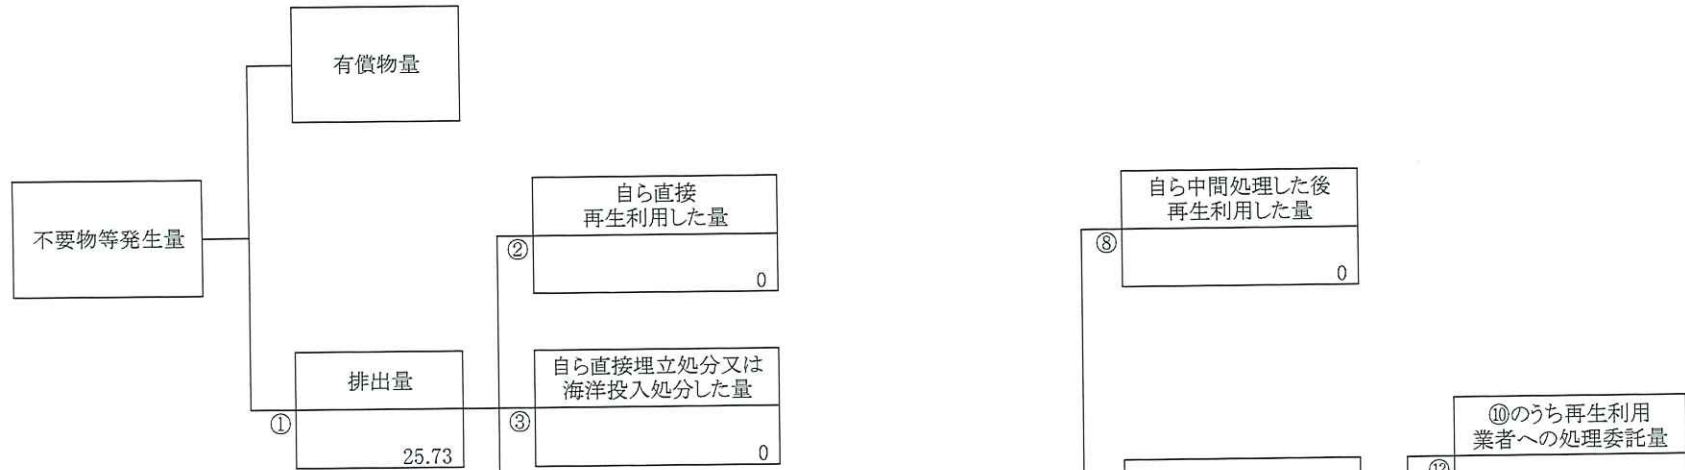 有償物量
不要物等発生量
自ら直接
再生利用した量
②
0
自ら中間処理した後
再生利用した量
⑧
0
排出量
①
25.73
自ら直接埋立処分又は
海洋投入処分した量
③
0
⑩のうち再生利用
業者への処理委託量
⑫